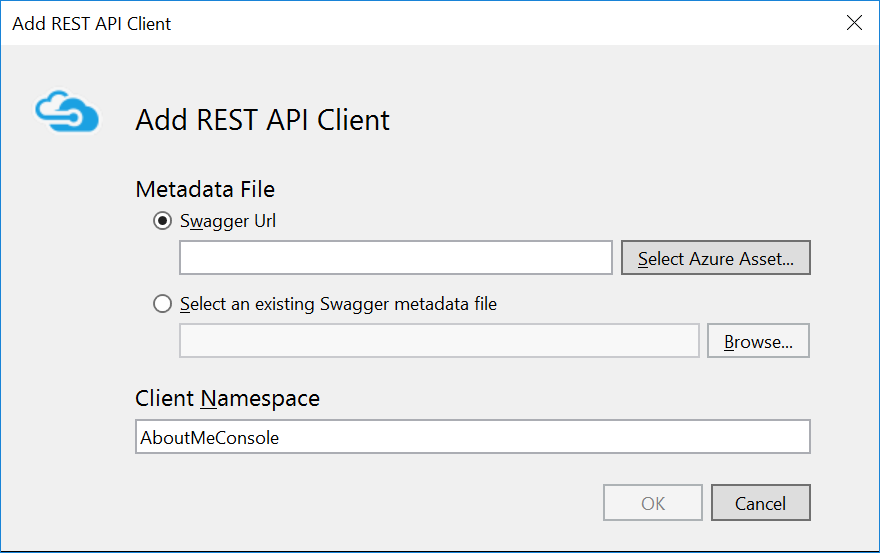 Add REST API Client
Add REST API Client
Metadata File
Swagger Url
Select Azure Asset...
Select an existing Swagger metadata file
Browse...
Client Namespace
AboutMeConsole
OK Cancel